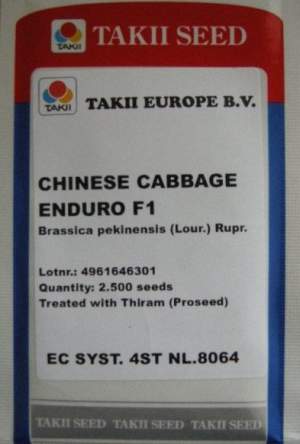 TAKII
TAKII SEED
TAKII
TAKII EUROPE B.V.
CHINESE CABBAGE
ENDURO F1
Brassica pekinensis (Lour.) Rupr.
Lotnr.: 4961646301
Quantity: 2.500 seeds
Treated with Thiram (Proseed)
EC SYST. 4ST NL.8064
TAKII SEED TAKII SEED TAKII SEED